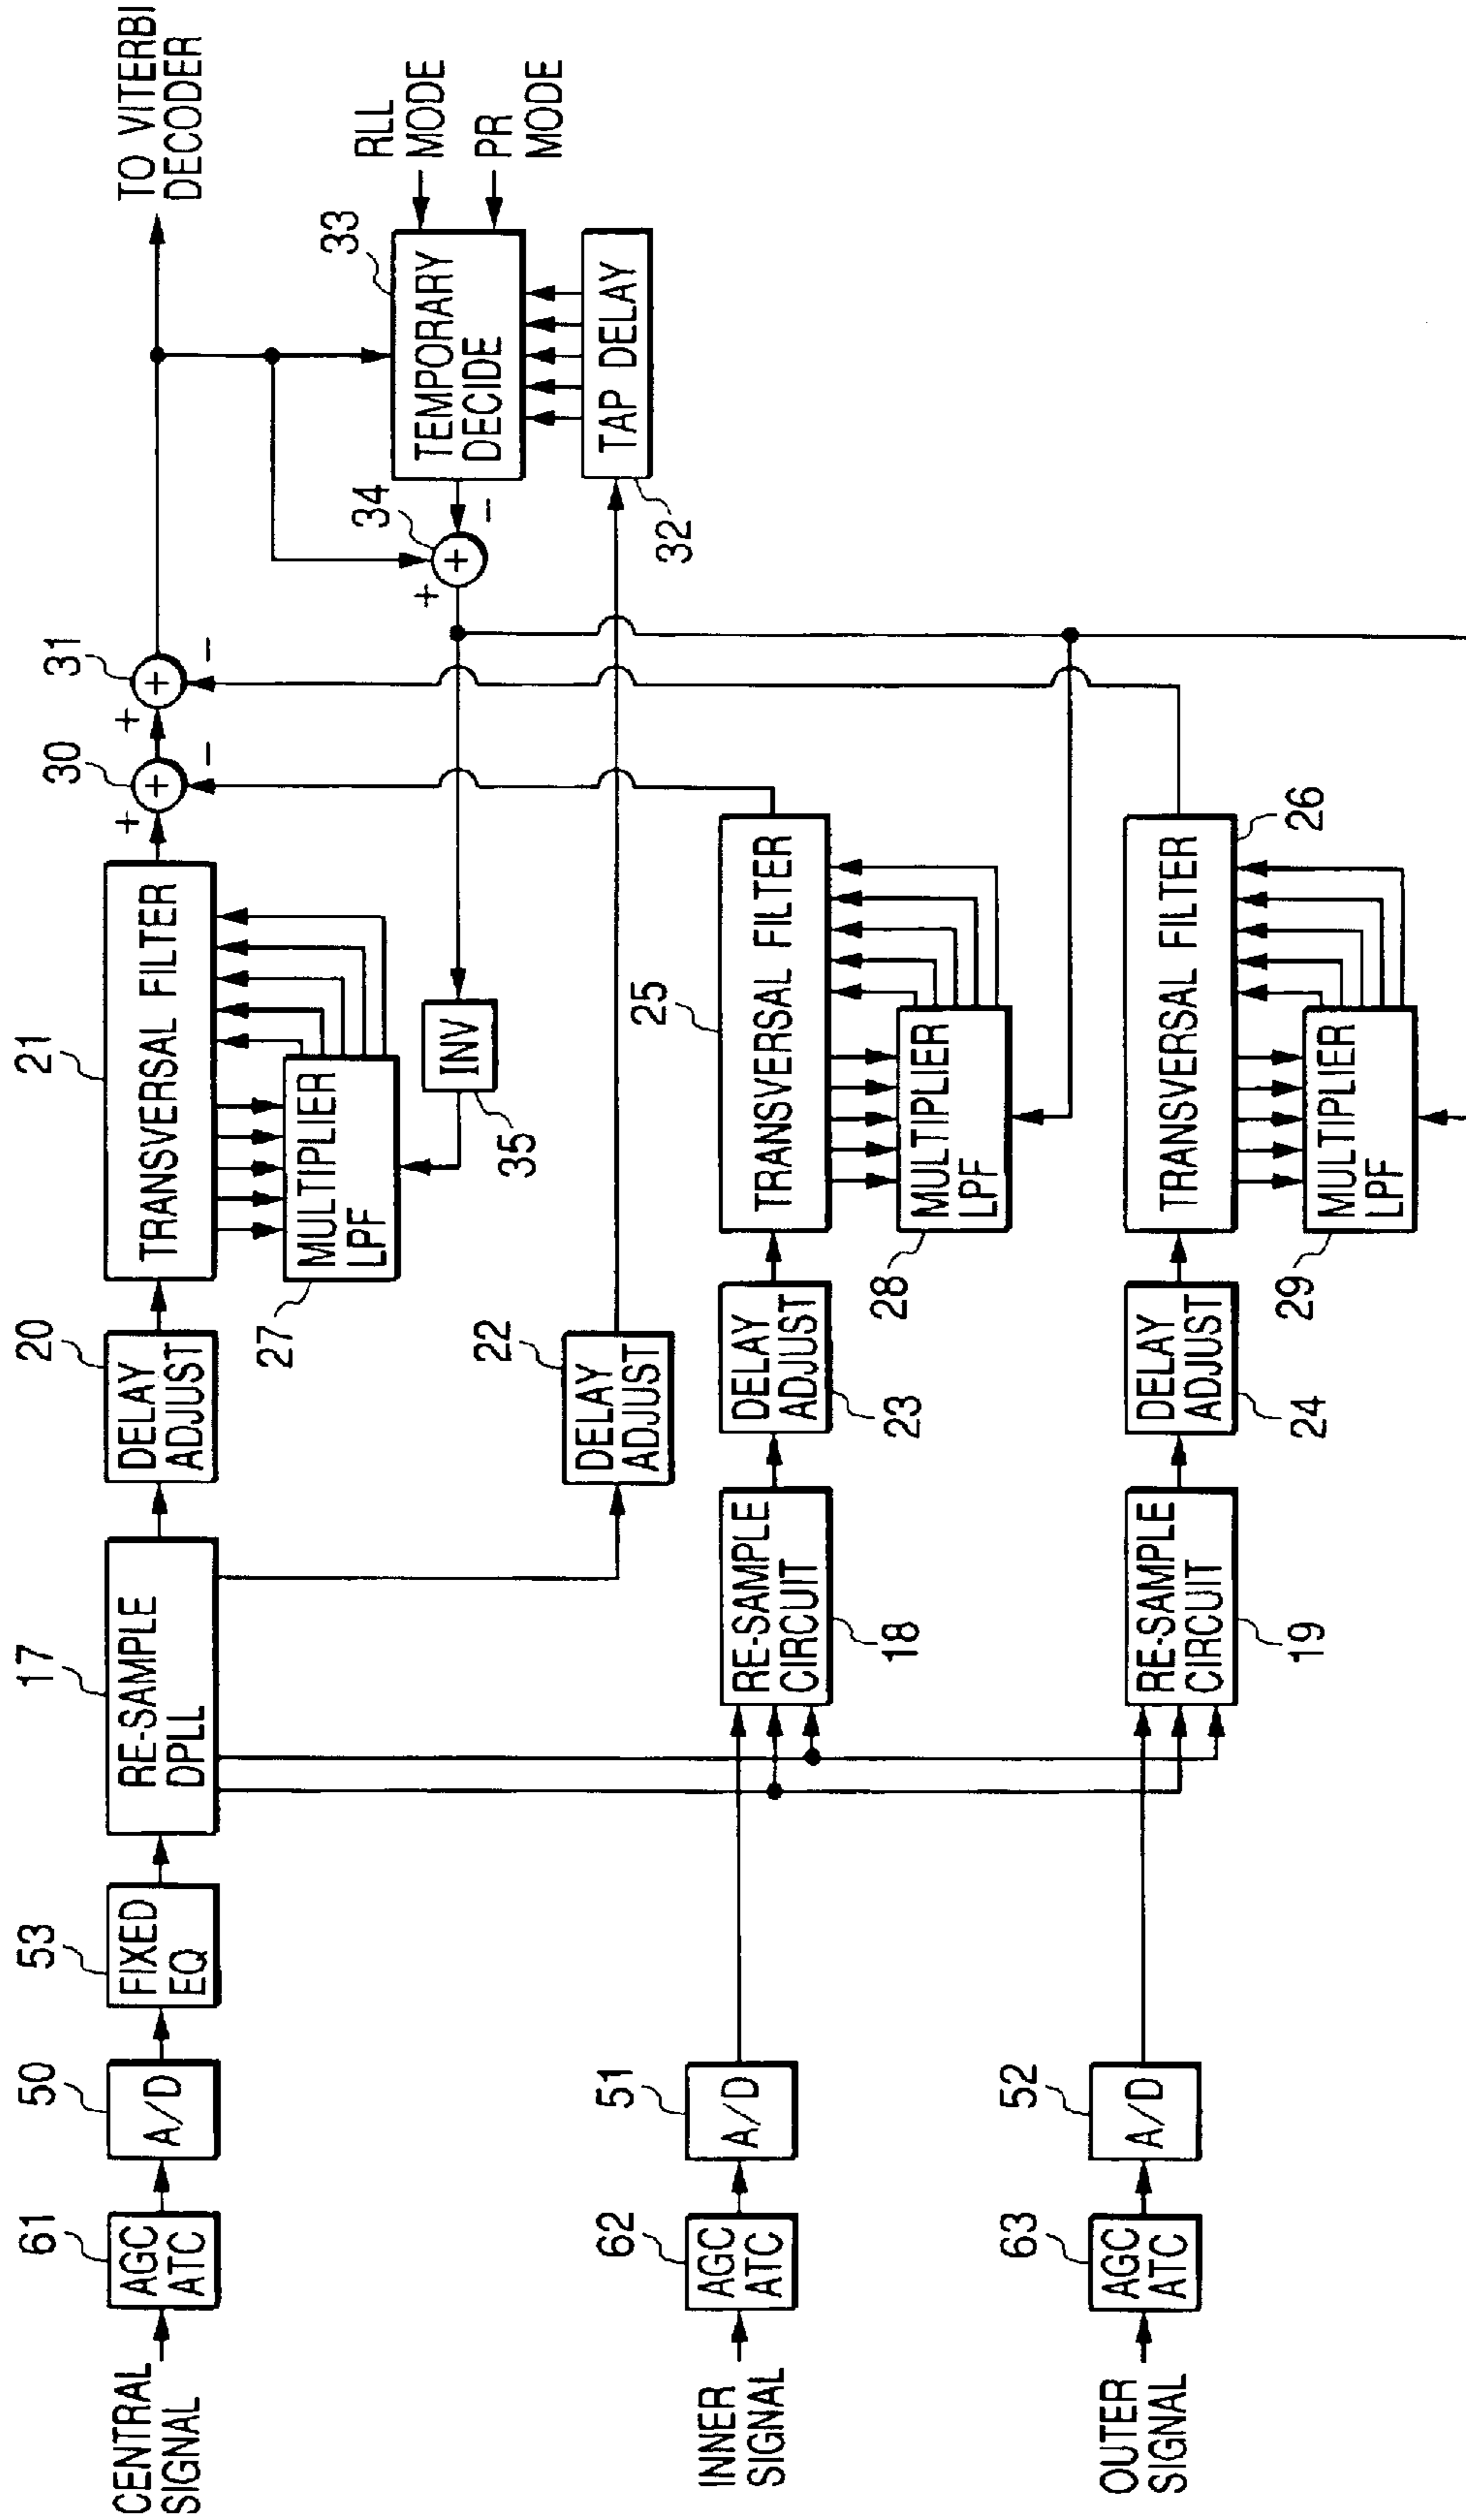 CENTRAL
SIGNAL
61
AGC
ATC
50
A/D
53
FIXED
EQ
17
RE-SAMPLE
DPLL
20
DELAY
ADJUST
21
TRANSVERSAL FILTER
27
MULTIPLIER
LPF
30
+
+
-
31
+
+
-
TO VITERBI
DECODER
35
INV
34
+
+
-
33
TEMPORARY
DECIDE
RLL
MODE
PR
MODE
22
DELAY
ADJUST
32
TAP DELAY
INNER
SIGNAL
62
AGC
ATC
51
A/D
18
RE-SAMPLE
CIRCUIT
23
DELAY
ADJUST
25
TRANSVERSAL FILTER
28
MULTIPLIER
LPF
OUTER
SIGNAL
63
AGC
ATC
52
A/D
19
RE-SAMPLE
CIRCUIT
24
DELAY
ADJUST
26
TRANSVERSAL FILTER
29
MULTIPLIER
LPF